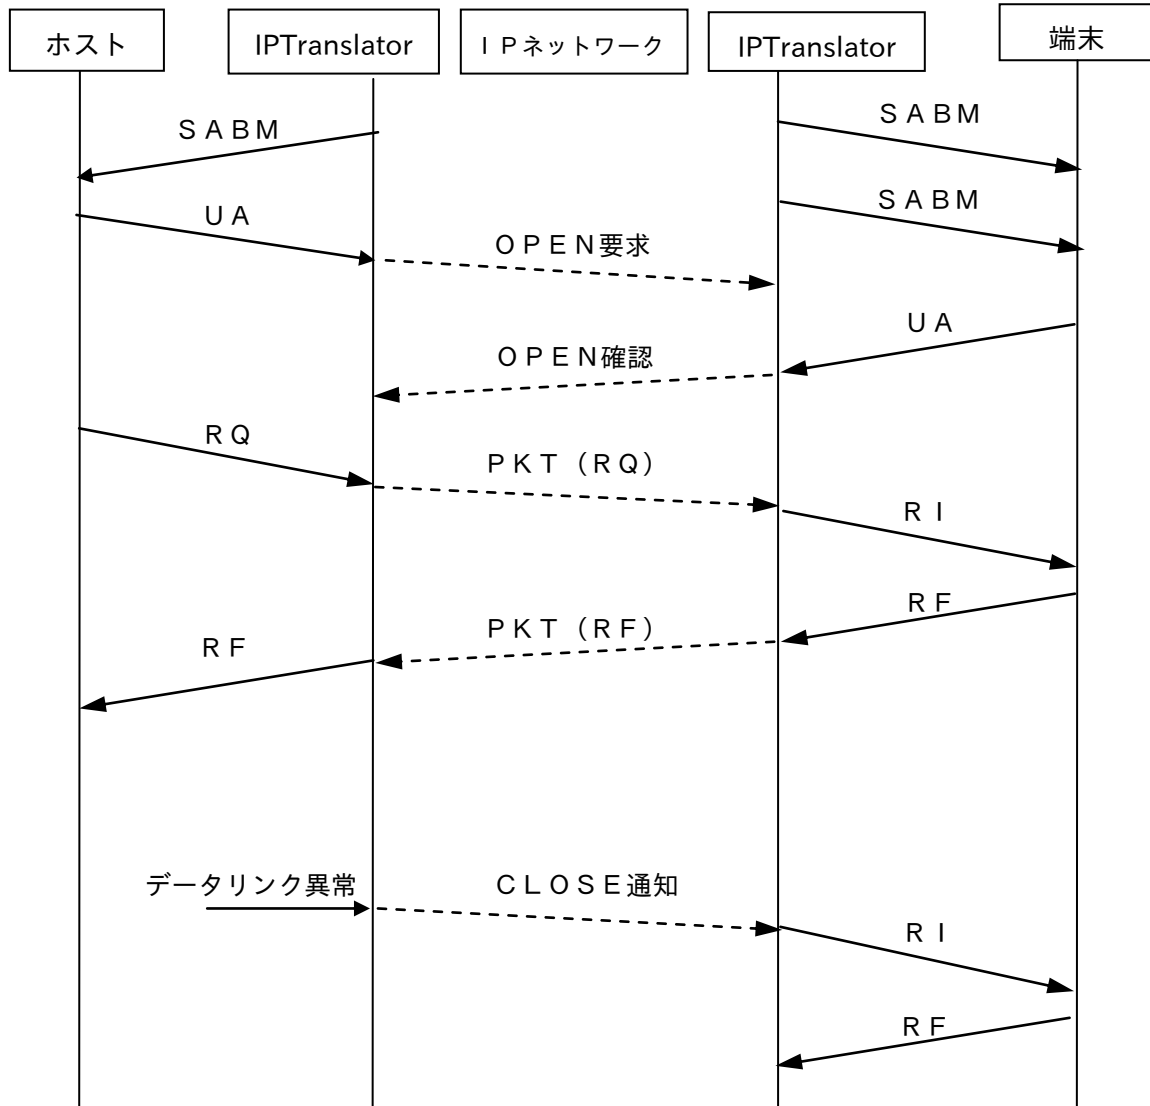 ホスト
IPTranslator
ＩＰネットワーク
IPTranslator
端末
ＳＡＢＭ
ＳＡＢＭ
ＵＡ
ＳＡＢＭ
ＯＰＥＮ要求
ＵＡ
ＯＰＥＮ確認
ＲＱ
ＰＫＴ（ＲＱ）
ＲＩ
ＲＦ
ＰＫＴ（ＲＦ）
ＲＦ
データリンク異常
ＣＬＯＳＥ通知
ＲＩ
ＲＦ